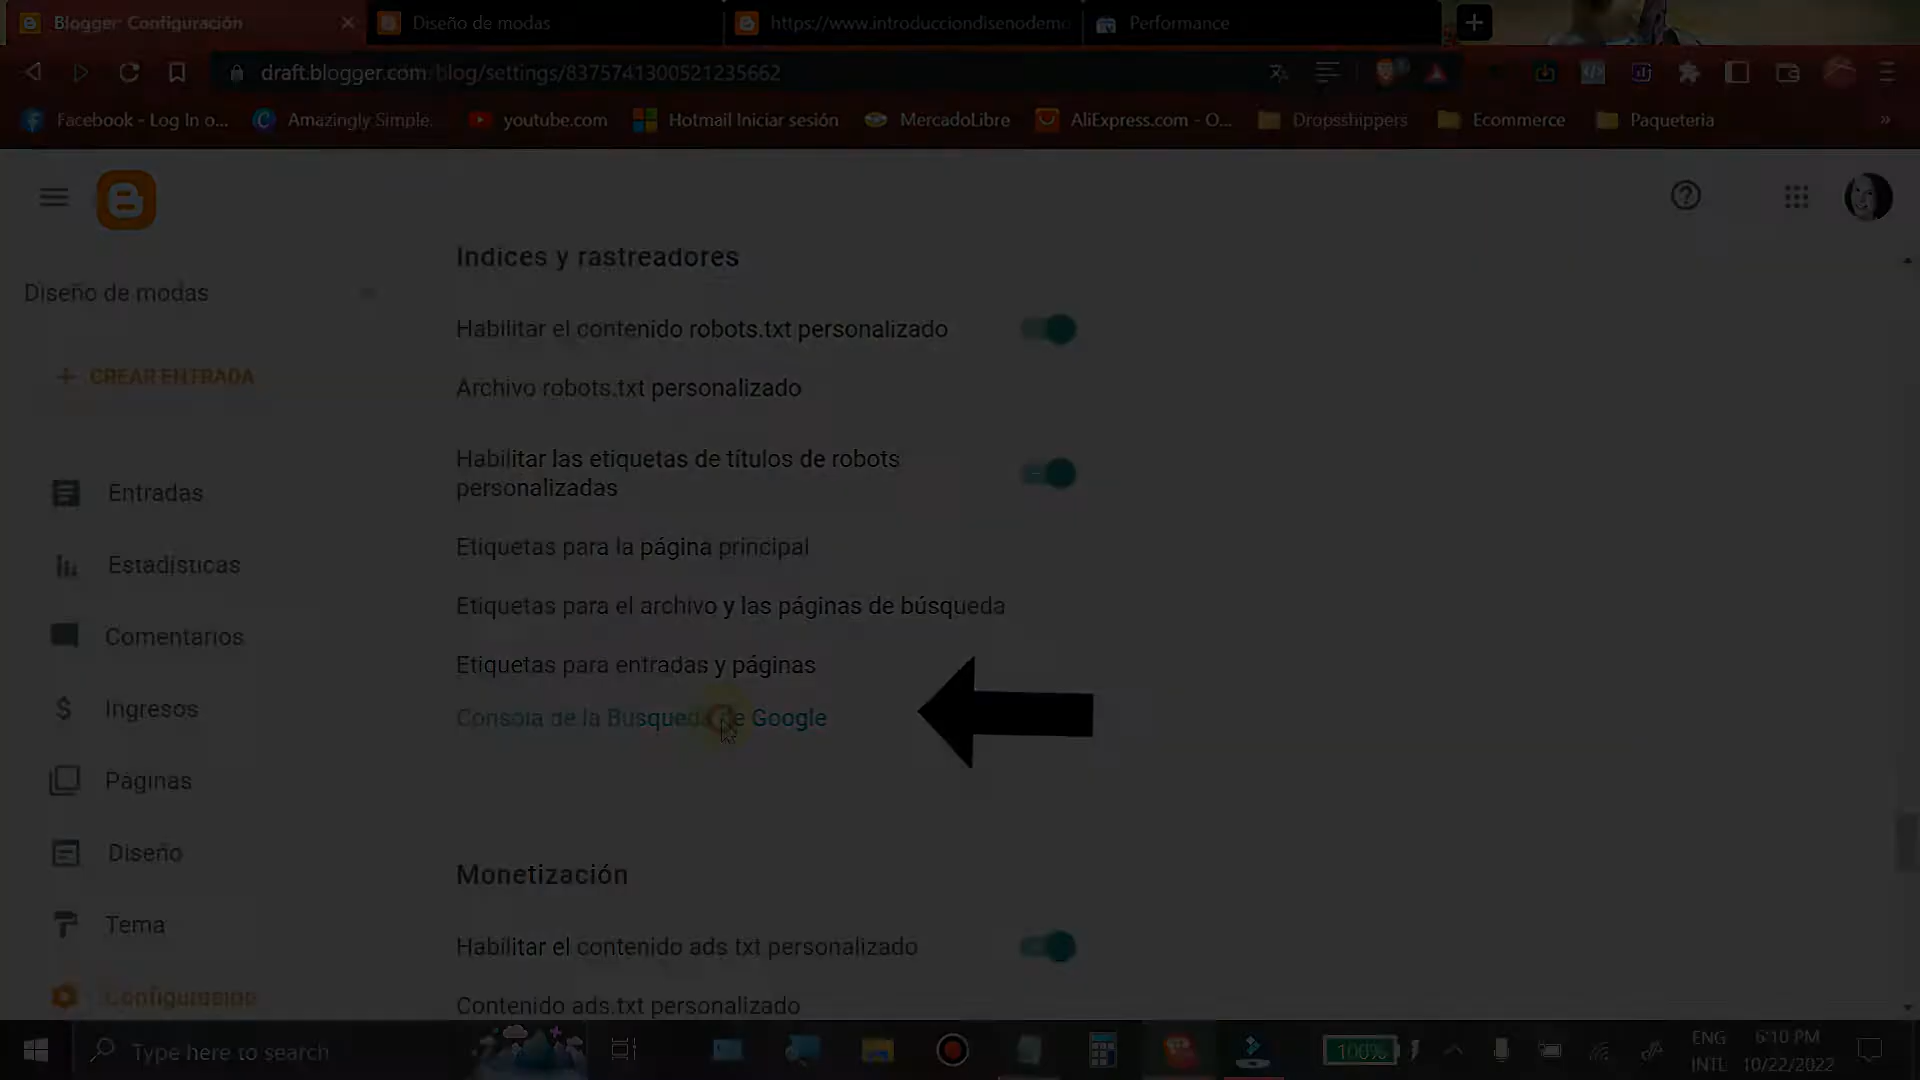 Blogger: Configuración
Diseño de modas
https://www.introducciondisenodemo
Performance
draft.blogger.com/blog/settings/8375741300521235662
Facebook - Log In o...
Amazingly Simple...
youtube.com
Hotmail Iniciar sesión
MercadoLibre
AliExpress.com - O...
Dropsshippers
Ecommerce
Paqueteria
»
Diseño de modas
+ CREAR ENTRADA
Entradas
Estadísticas
Comentarios
Ingresos
Páginas
Diseño
Tema
Configuración
Indices y rastreadores
Habilitar el contenido robots.txt personalizado
Archivo robots.txt personalizado
Habilitar las etiquetas de títulos de robots
personalizadas
Etiquetas para la página principal
Etiquetas para el archivo y las páginas de búsqueda
Etiquetas para entradas y páginas
Consola de la Búsqueda de Google
Monetización
Habilitar el contenido ads.txt personalizado
Contenido ads.txt personalizado
Type here to search
100%
ENG
INTL
6:10 PM
10/22/2022